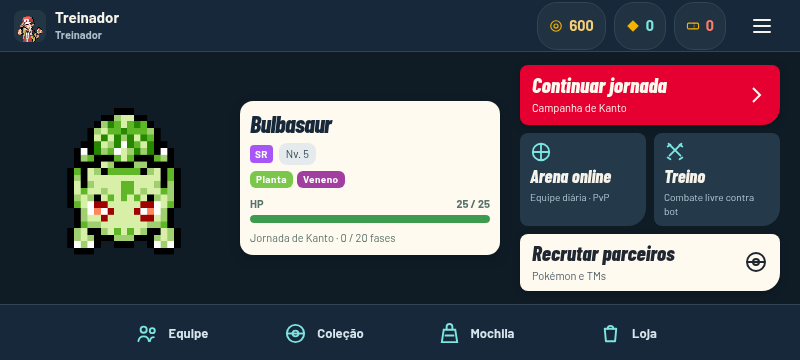 Treinador
Treinador
600
0
0
Bulbasaur
SR
Nv. 5
Planta
Veneno
HP
25 / 25
Jornada de Kanto · 0 / 20 fases
Continuar jornada
Campanha de Kanto
Arena online
Equipe diária · PvP
Treino
Combate livre contra
bot
Recrutar parceiros
Pokémon e TMs
Equipe
Coleção
Mochila
Loja